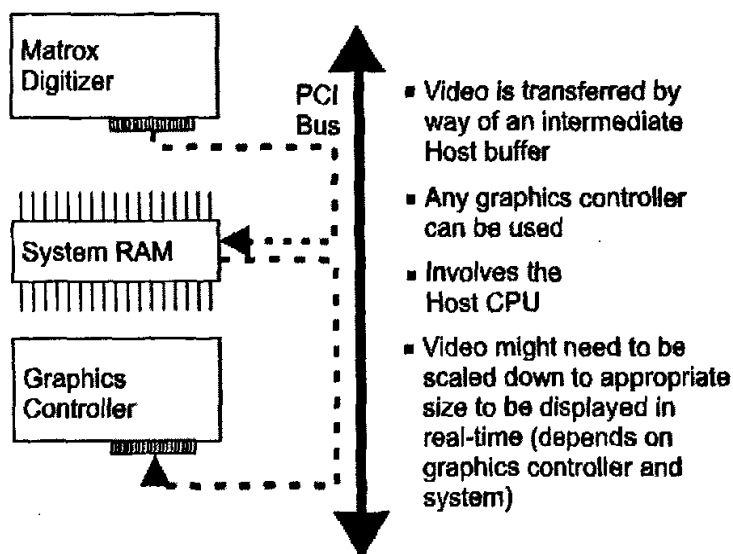 Matrox
Digitizer
PCI
Bus
System RAM
Graphics
Controller
▪ Video is transferred by
way of an intermediate
Host buffer
▪ Any graphics controller
can be used
▪ Involves the
Host CPU
▪ Video might need to be
scaled down to appropriate
size to be displayed in
real-time (depends on
graphics controller and
system)